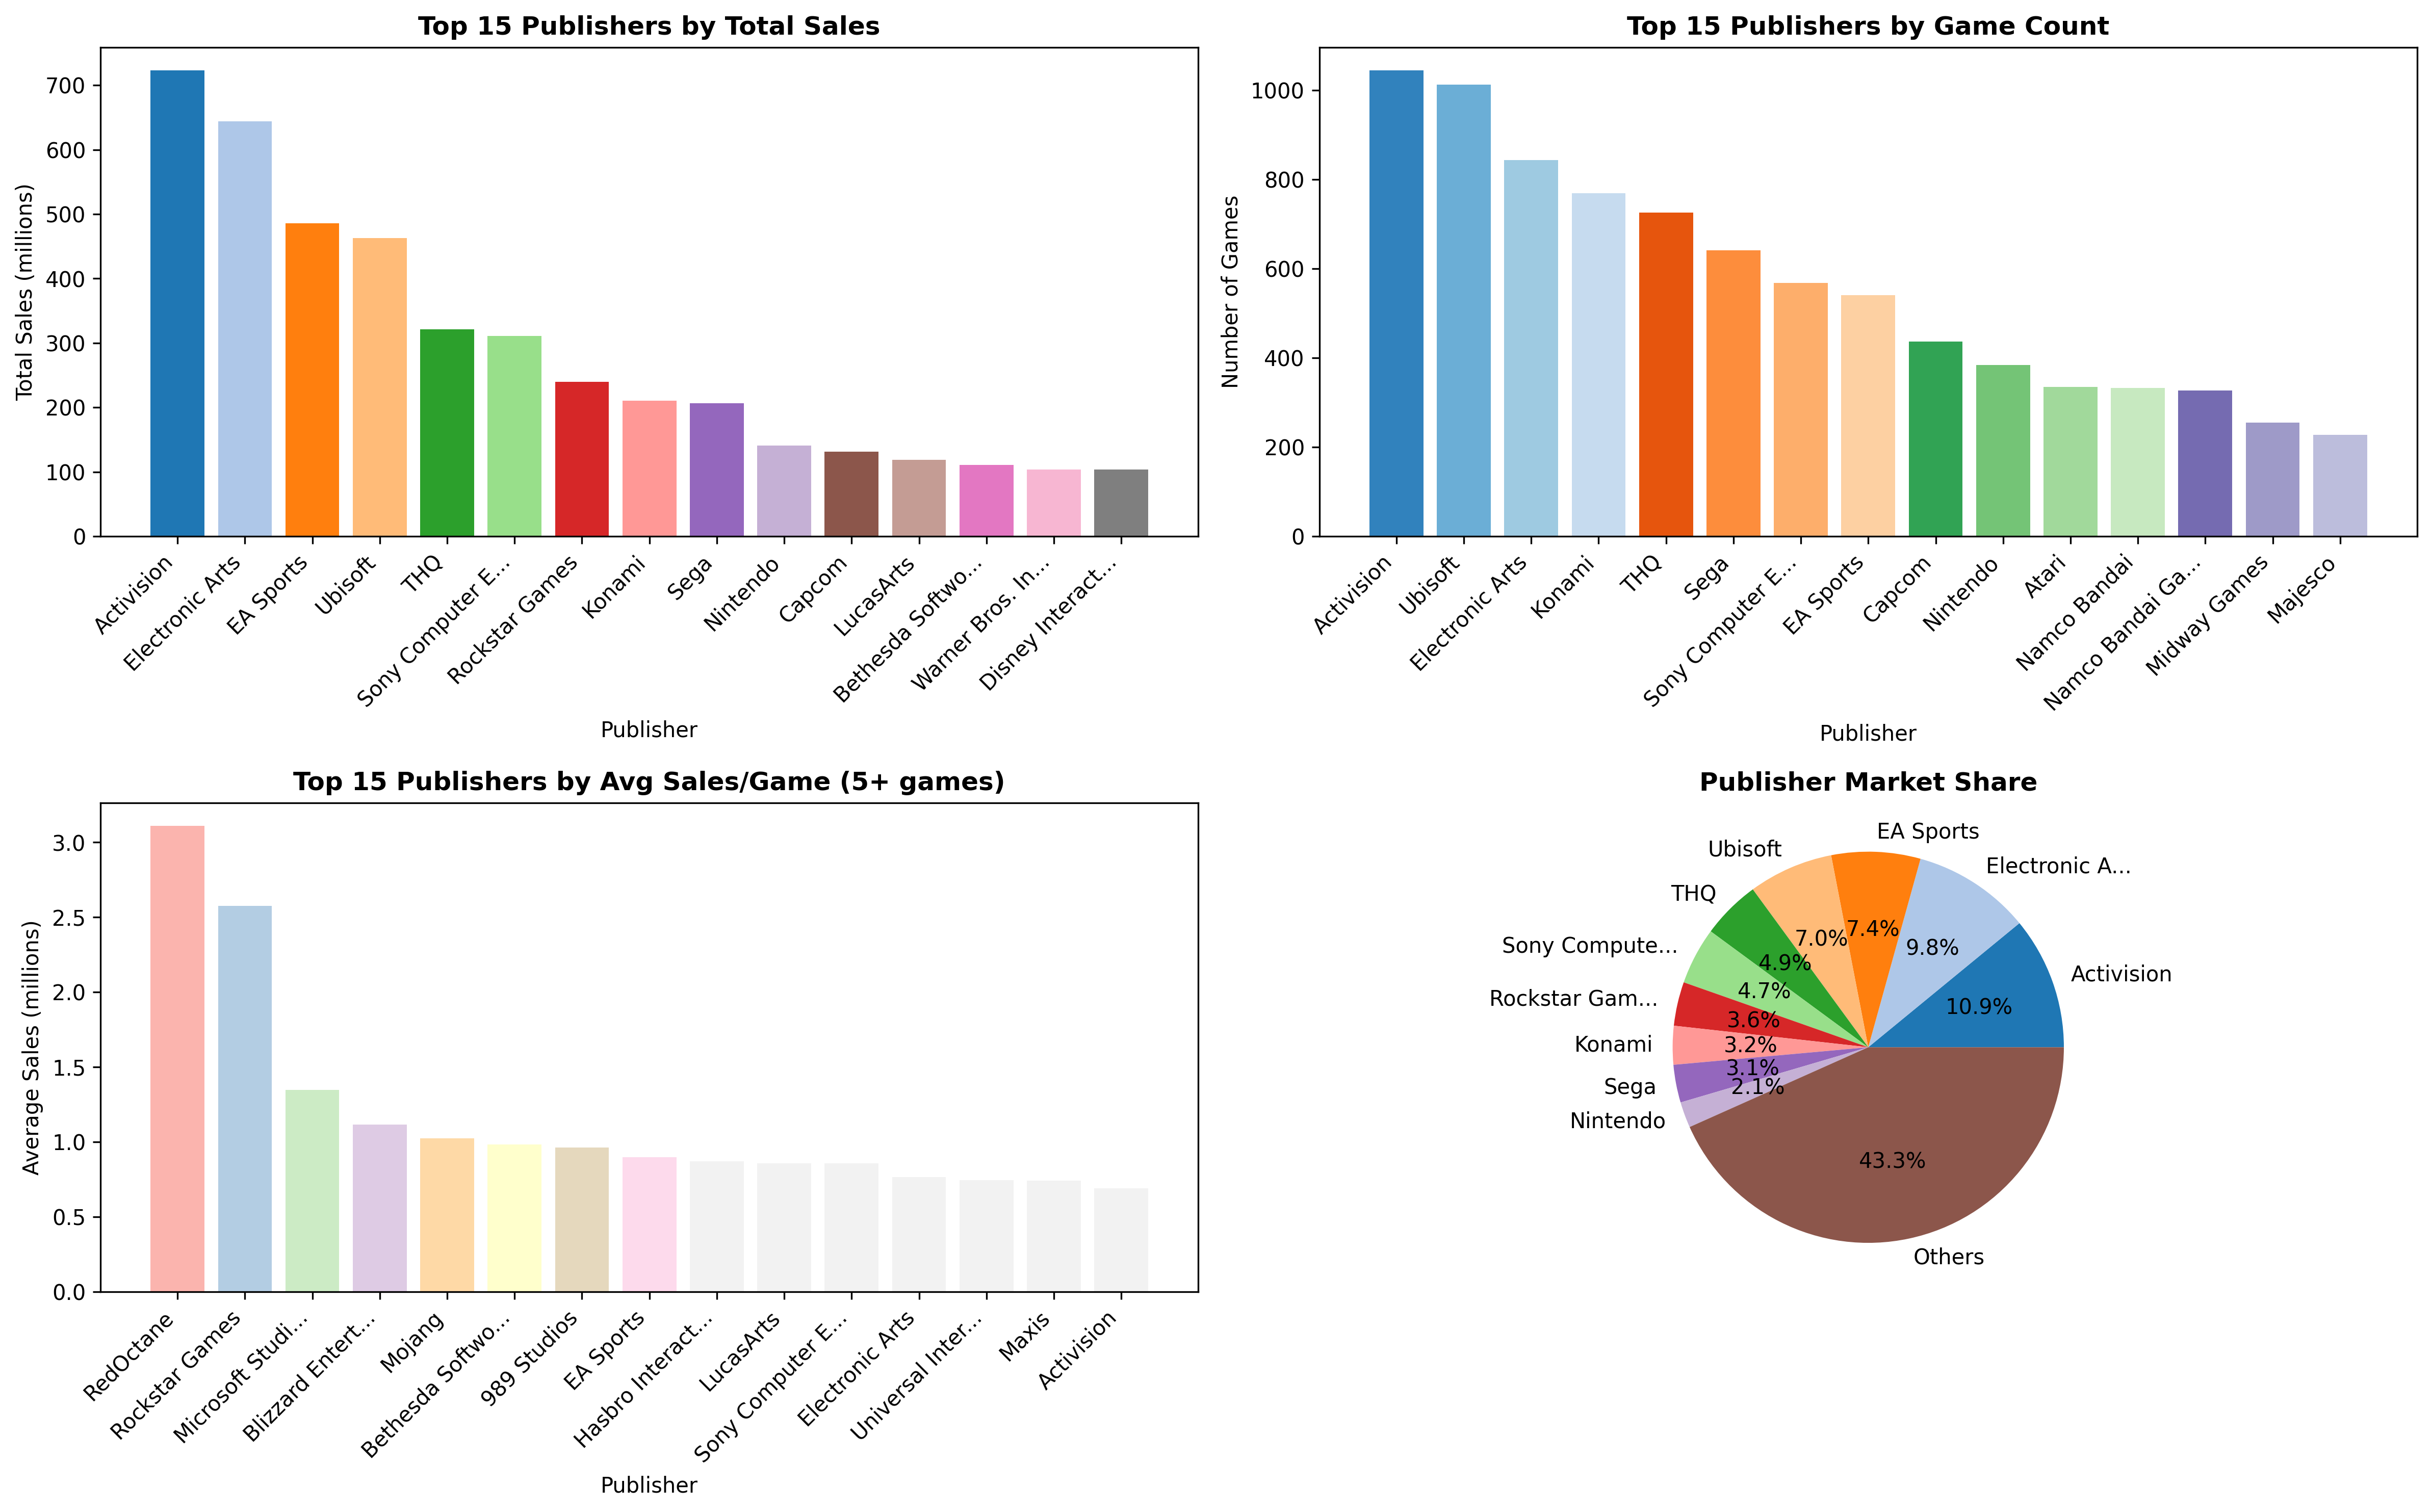 Top 15 Publishers by Total Sales
Total Sales (millions)
700
600
500
400
300
200
100
0
Activision
Electronic Arts
EA Sports
Ubisoft
THQ
Sony Computer E...
Rockstar Games
Konami
Sega
Nintendo
Capcom
LucasArts
Bethesda Softwo...
Warner Bros. In...
Disney Interact...
Publisher
Top 15 Publishers by Game Count
Number of Games
1000
800
600
400
200
0
Activision
Ubisoft
Electronic Arts
Konami
THQ
Sega
Sony Computer E...
EA Sports
Capcom
Nintendo
Atari
Namco Bandai
Namco Bandai Ga...
Midway Games
Majesco
Publisher
Top 15 Publishers by Avg Sales/Game (5+ games)
Average Sales (millions)
3.0
2.5
2.0
1.5
1.0
0.5
0.0
RedOctane
Rockstar Games
Microsoft Studi...
Blizzard Entert...
Mojang
Bethesda Softwo...
989 Studios
EA Sports
Hasbro Interact...
LucasArts
Sony Computer E...
Electronic Arts
Universal Inter...
Maxis
Activision
Publisher
Publisher Market Share
Activision
10.9%
Electronic A...
9.8%
EA Sports
7.4%
Ubisoft
7.0%
THQ
4.9%
Sony Compute...
4.7%
Rockstar Gam...
3.6%
Konami
3.2%
Sega
3.1%
Nintendo
2.1%
Others
43.3%